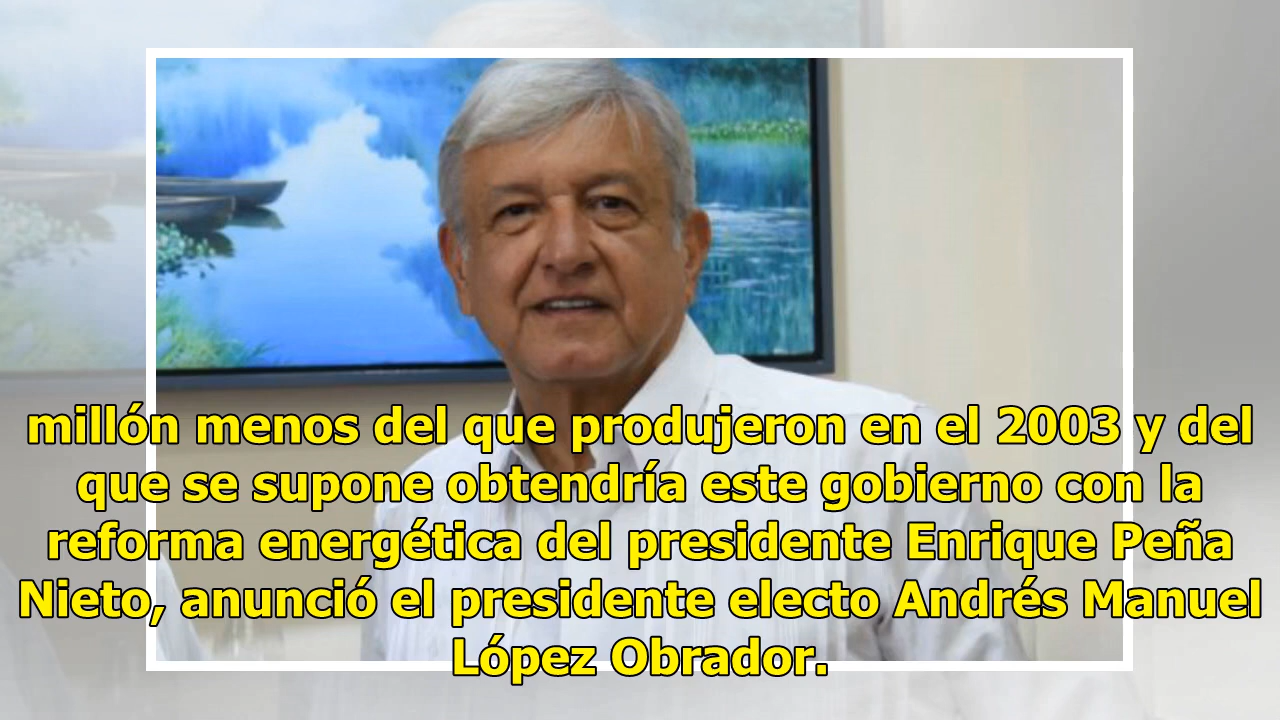 millón menos del que produjeron en el 2003 y del
que se supone obtendría este gobierno con la
reforma energética del presidente Enrique Peña
Nieto, anunció el presidente electo Andrés Manuel
López Obrador.